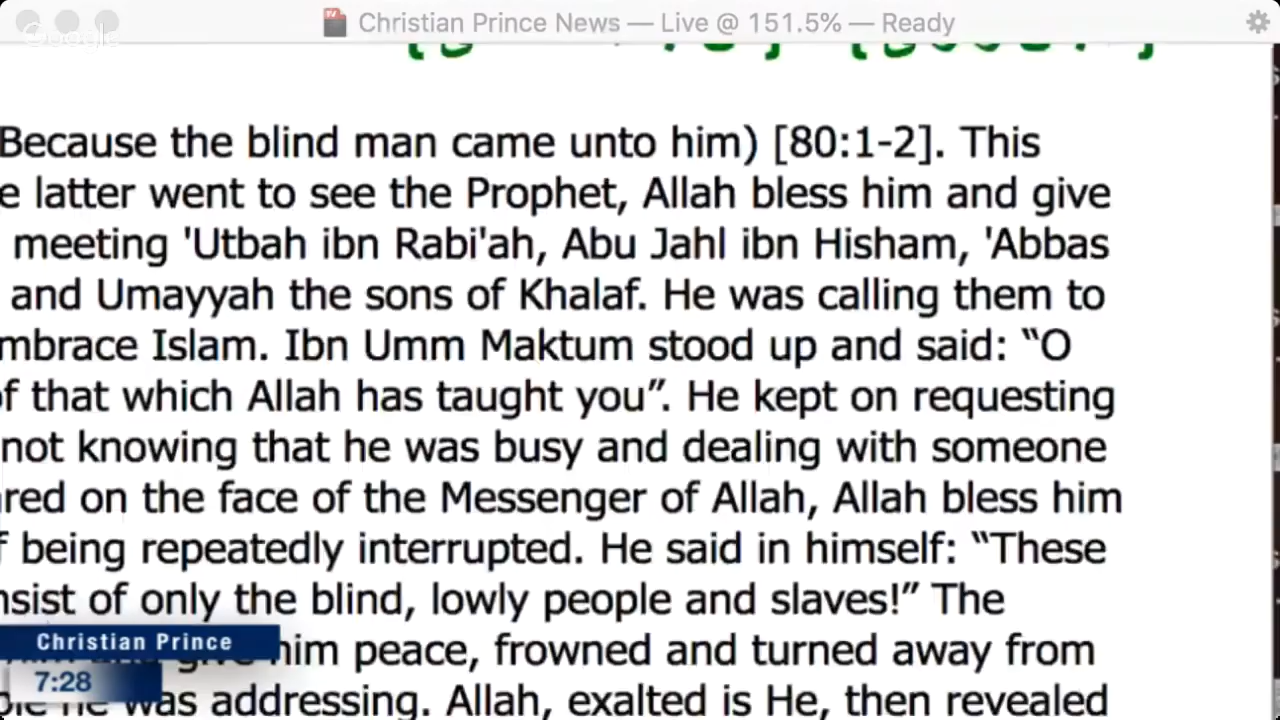 Google
Christian Prince News — Live @ 151.5% — Ready
Because the blind man came unto him) [80:1-2]. This
latter went to see the Prophet, Allah bless him and give
meeting 'Utbah ibn Rabi'ah, Abu Jahl ibn Hisham, 'Abbas
and Umayyah the sons of Khalaf. He was calling them to
mbrace Islam. Ibn Umm Maktum stood up and said: “O
of that which Allah has taught you”. He kept on requesting
not knowing that he was busy and dealing with someone
red on the face of the Messenger of Allah, Allah bless him
being repeatedly interrupted. He said in himself: “These
nsist of only the blind, lowly people and slaves!” The
him peace, frowned and turned away from
he was addressing. Allah, exalted is He, then revealed
Christian Prince
7:28